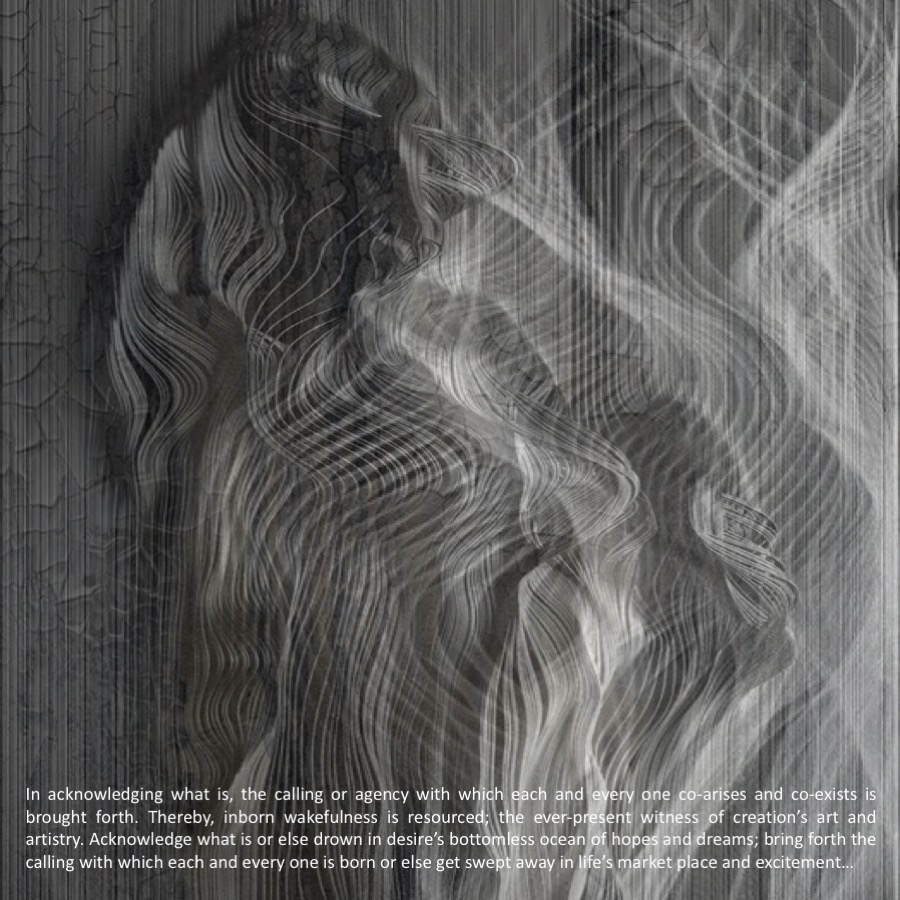 In acknowledging what is, the calling or agency with which each and every one co-arises and co-exists is
brought forth. Thereby, inborn wakefulness is resourced; the ever-present witness of creation’s art and
artistry. Acknowledge what is or else drown in desire’s bottomless ocean of hopes and dreams; bring forth the
calling with which each and every one is born or else get swept away in life’s market place and excitement...